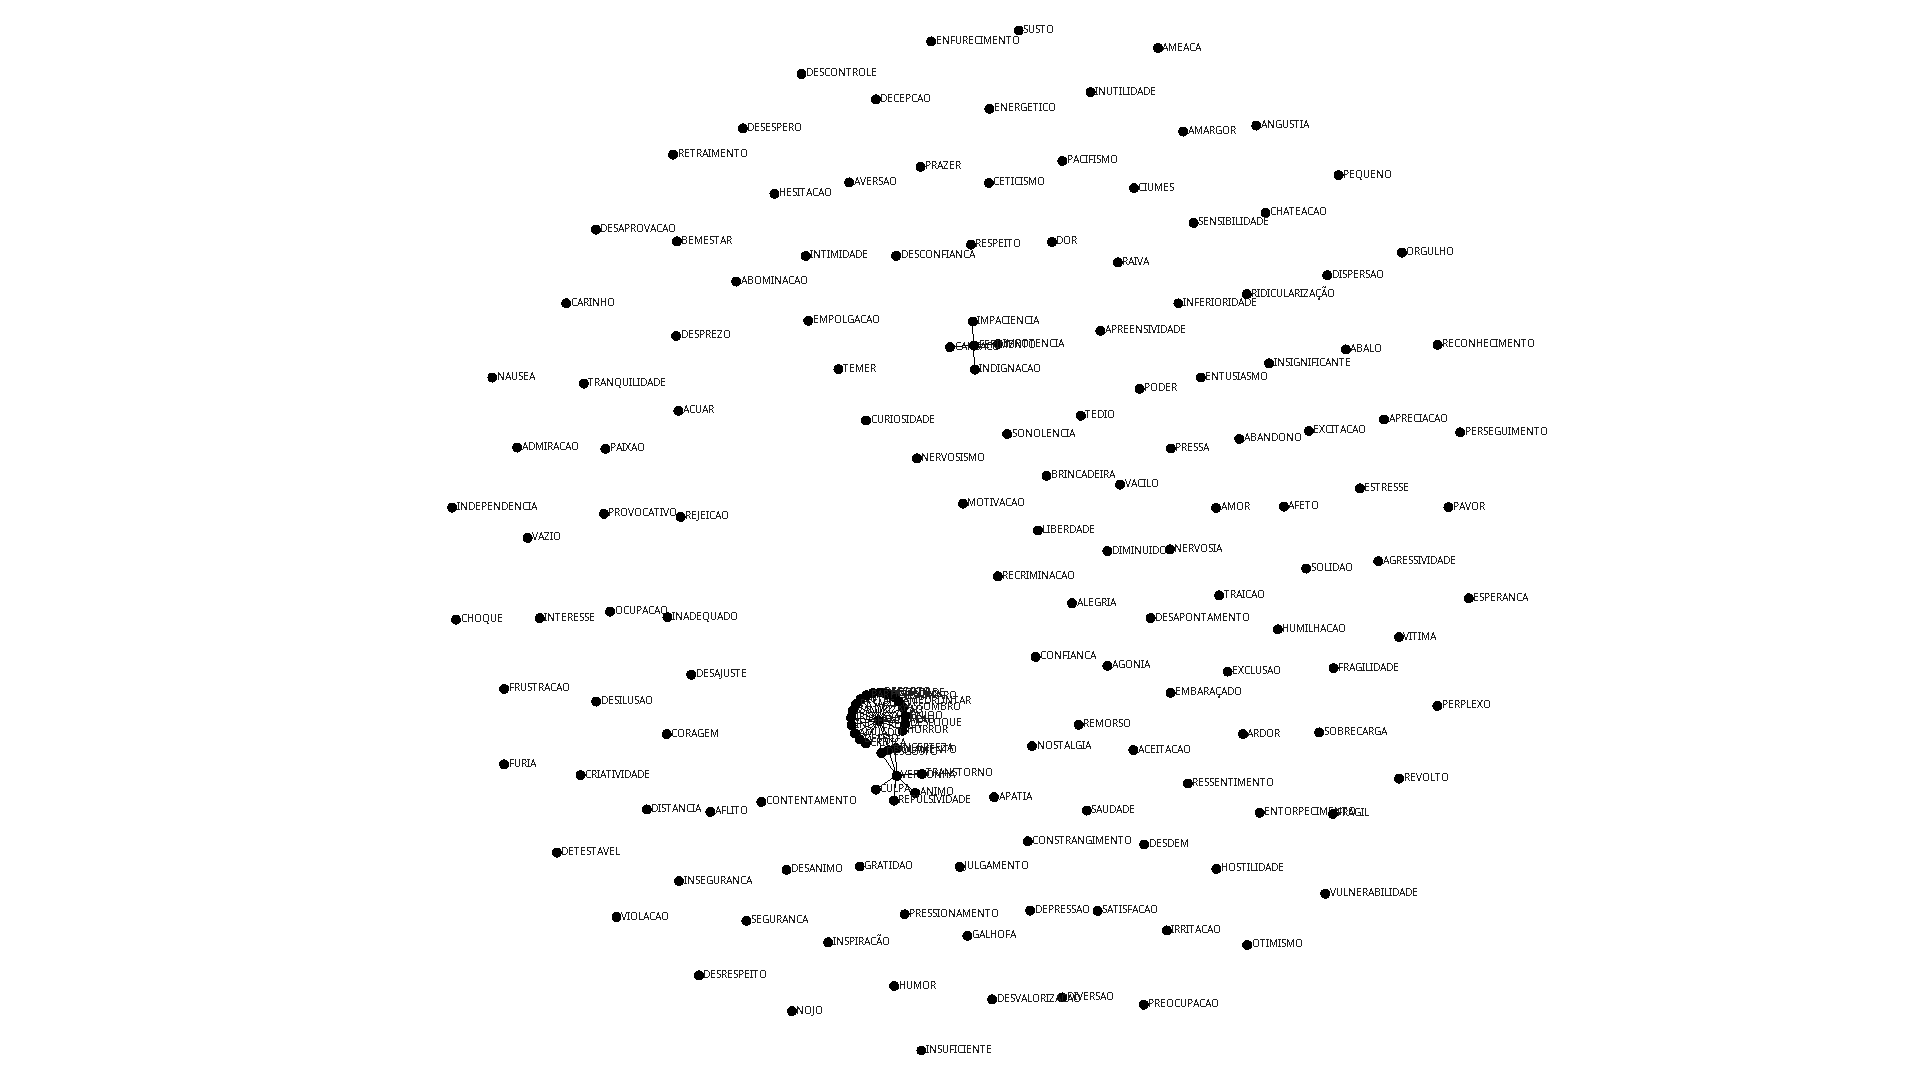 SUSTO
ENFURECIMENTO
AMEACA
DESCONTROLE
INUTILIDADE
DECEPCAO
ENERGETICO
ANGUSTIA
DESESPERO
AMARGOR
RETRAIMENTO
PACIFISMO
PRAZER
PEQUENO
AVERSAO
CETICISMO
CIUMES
HESITACAO
CHATEACAO
SENSIBILIDADE
DESAPROVACAO
BEMESTAR
DOR
RESPEITO
ORGULHO
INTIMIDADE
DESCONFIANCA
RAIVA
DISPERSAO
ABOMINACAO
RIDICULARIZAÇÃO
CARINHO
INFERIORIDADE
EMPOLGACAO
IMPACIENCIA
APREENSIVIDADE
DESPREZO
IMPOTENCIA
RECONHECIMENTO
ABALO
INSIGNIFICANTE
TEMER
INDIGNACAO
NAUSEA
ENTUSIASMO
TRANQUILIDADE
PODER
ACUAR
TEDIO
CURIOSIDADE
APRECIACAO
EXCITACAO
PERSEGUIMENTO
SONOLENCIA
ABANDONO
ADMIRACAO
PAIXAO
PRESSA
NERVOSISMO
BRINCADEIRA
VACILO
ESTRESSE
MOTIVACAO
INDEPENDENCIA
AMOR
AFETO
PAVOR
PROVOCATIVO
REJEICAO
LIBERDADE
VAZIO
DIMINUIDO
NERVOSIA
AGRESSIVIDADE
SOLIDAO
RECRIMINACAO
TRAICAO
ESPERANCA
ALEGRIA
OCUPACAO
CHOQUE
INTERESSE
INADEQUADO
DESAPONTAMENTO
HUMILHACAO
VITIMA
CONFIANCA
AGONIA
FRAGILIDADE
EXCLUSAO
DESAJUSTE
FRUSTRACAO
EMBARAÇADO
DESILUSAO
PERPLEXO
REMORSO
HORROR
CORAGEM
ARDOR
SOBRECARGA
NOSTALGIA
ACEITACAO
FURIA
TRANSTORNO
CRIATIVIDADE
REVOLTO
RESSENTIMENTO
CULPA
ANIMO
APATIA
CONTENTAMENTO
REPULSIVIDADE
DISTANCIA
AFLITO
SAUDADE
ENTORPECIMENTO
FRAGIL
CONSTRANGIMENTO
DESDEM
DETESTAVEL
GRATIDAO
JULGAMENTO
DESANIMO
HOSTILIDADE
INSEGURANCA
VULNERABILIDADE
DEPRESSAO
SATISFACAO
PRESSIONAMENTO
VIOLACAO
SEGURANCA
IRRITACAO
GALHOFA
INSPIRACÃO
OTIMISMO
DESRESPEITO
HUMOR
DIVERSAO
DESVALORIZACAO
PREOCUPACAO
NOJO
INSUFICIENTE